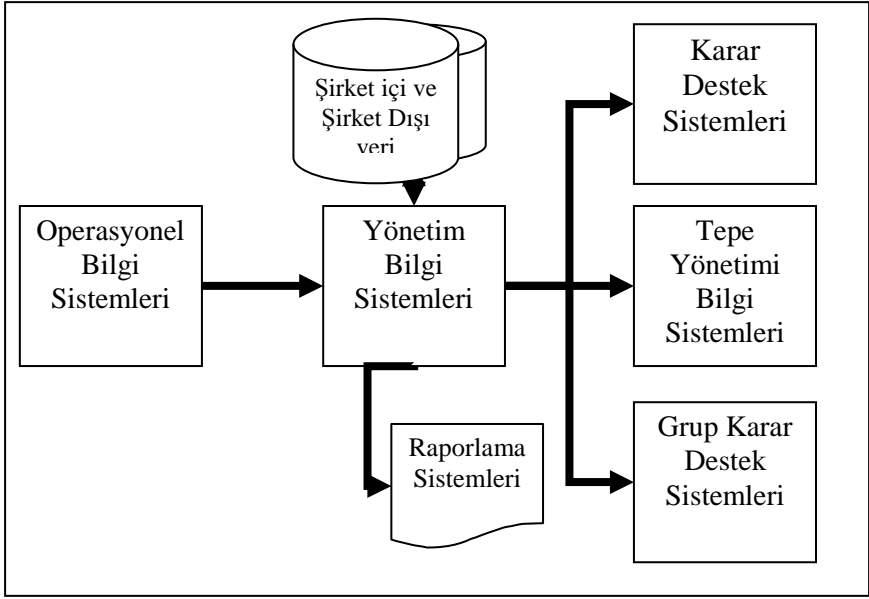 Şirket içi ve
Şirket Dışı
veri
Karar
Destek
Sistemleri
Operasyonel
Bilgi
Sistemleri
Yönetim
Bilgi
Sistemleri
Tepe
Yönetimi
Bilgi
Sistemleri
Raporlama
Sistemleri
Grup Karar
Destek
Sistemleri